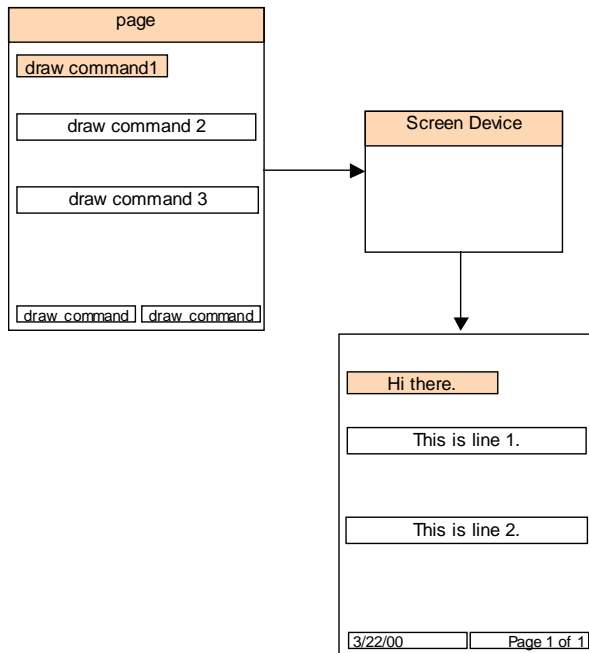 page
draw command1
draw command 2
draw command 3
draw command draw command
Screen Device
Hi there.
This is line 1.
This is line 2.
3/22/00 Page 1 of 1